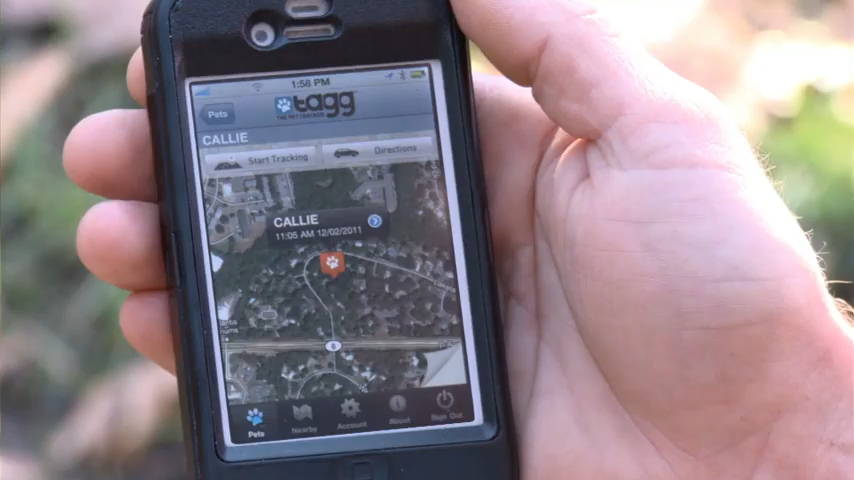 1:58 PM
Pets
tagg
THE PET TRACKER
CALLIE
Start Tracking
Directions
CALLIE
11:05 AM 12/02/2011
6
Pets
Nearby
Account
About
Sign Out